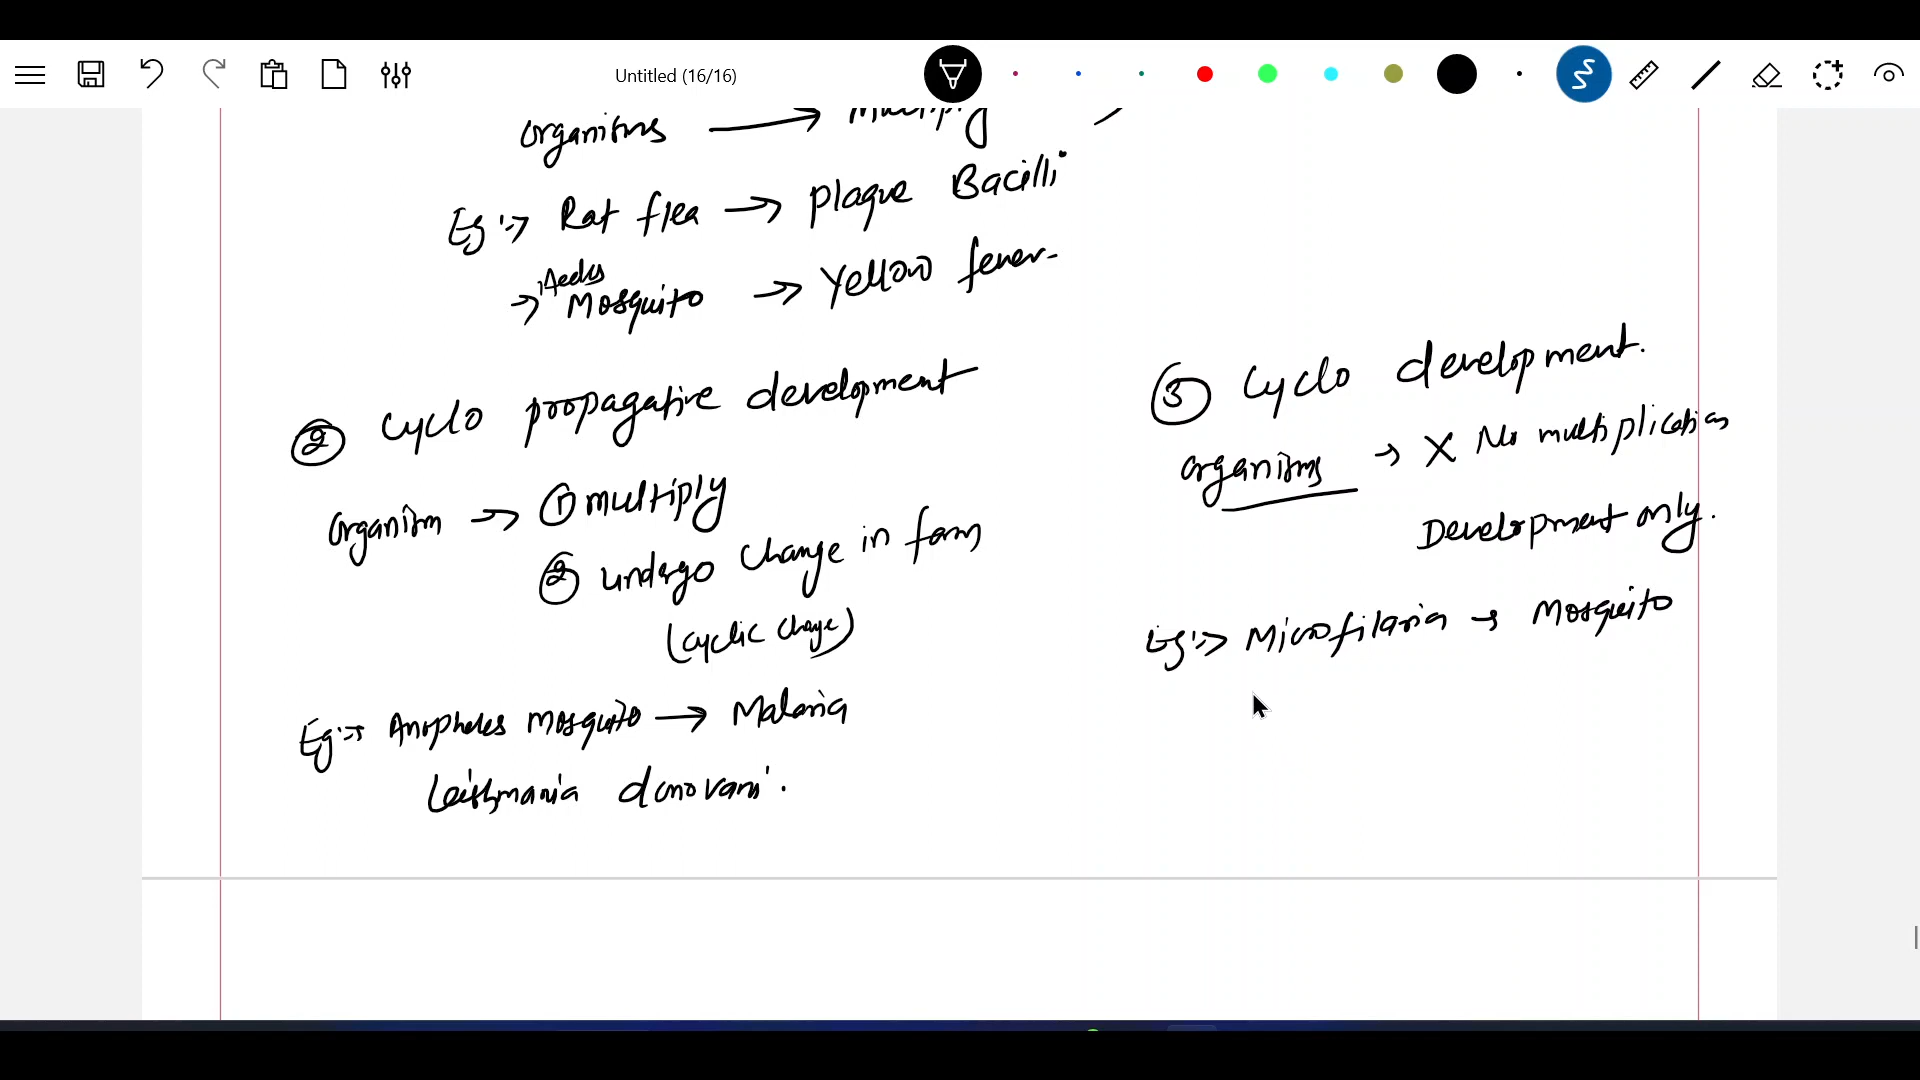 Untitled (16/16)
organisms → Multiply
Eg :→ Rat flea → plaque Bacilli
Aedes
→ Mosquito → Yellow fever
② Cyclo propagative development
Organism → ① multiply
② undergo change in form
(cyclic change)
Eg :→ Anopheles Mosquito → Malaria
Leishmania donovani.
③ Cyclo development.
organisms → X No multiplication
Development only.
Eg :→ Microfilaria → Mosquito